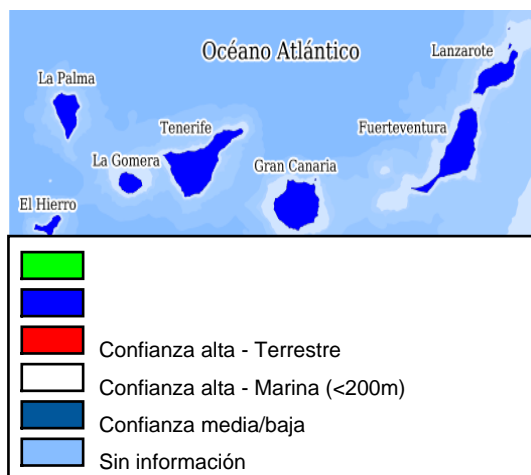 Océano Atlántico
Lanzarote
La Palma
Tenerife
Fuerteventura
La Gomera
Gran Canaria
El Hierro
Confianza alta - Terrestre
Confianza alta - Marina (<200m)
Confianza media/baja
Sin información